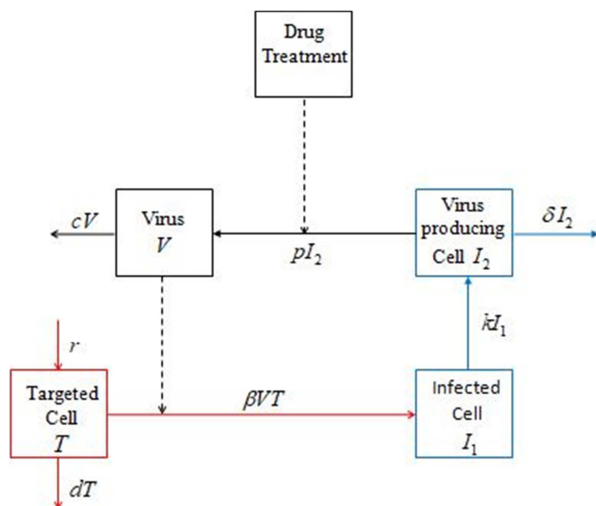 Drug
Treatment
cV
Virus
V
pI₂
Virus
producing
Cell I₂
δI₂
kI₁
r
Targeted
Cell
T
βVT
Infected
Cell
I₁
dT